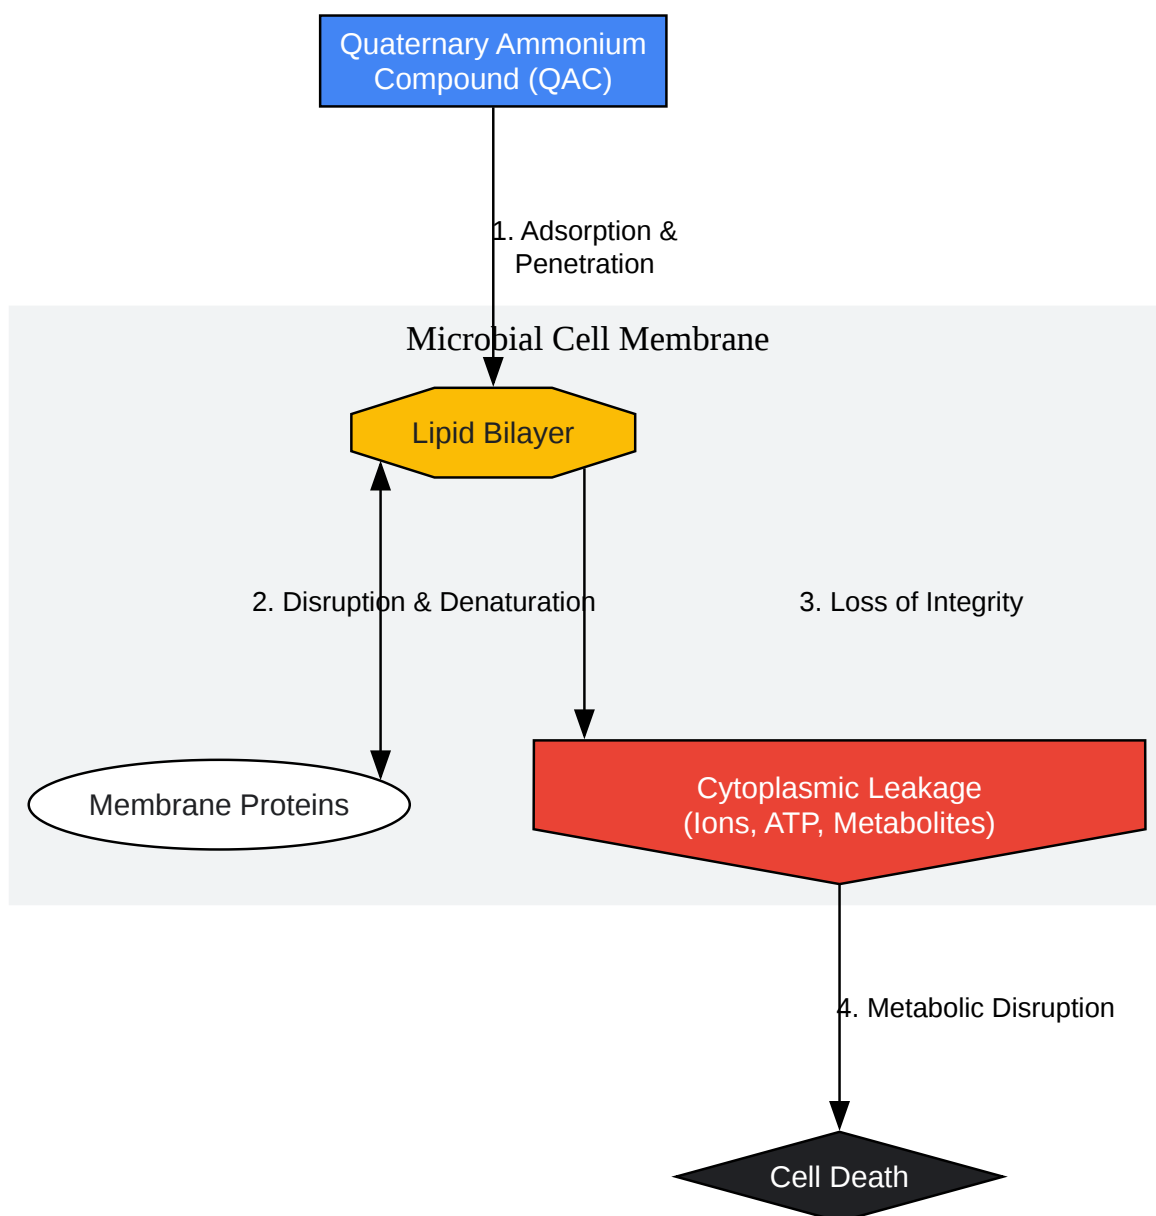 Quaternary Ammonium
Compound (QAC)
1. Adsorption &
Penetration
Microbial Cell Membrane
Lipid Bilayer
2. Disruption & Denaturation
3. Loss of Integrity
Membrane Proteins
Cytoplasmic Leakage
(Ions, ATP, Metabolites)
4. Metabolic Disruption
Cell Death